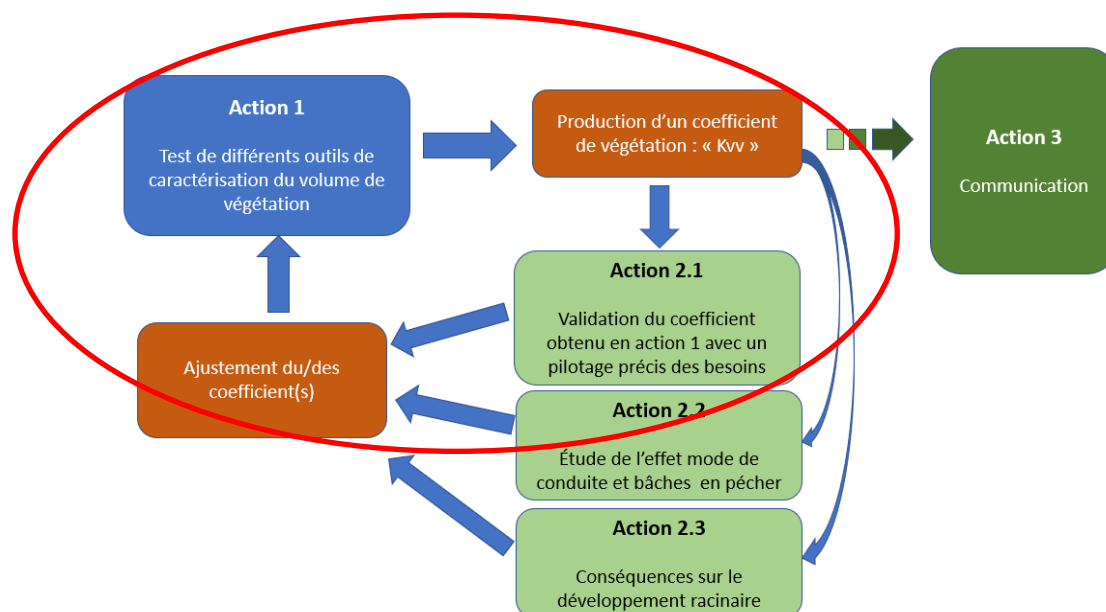 Action 1
Test de différents outils de
caractérisation du volume de
végétation
Production d’un coefficient
de végétation : « Kvv »
Action 3
Communication
Action 2.1
Validation du coefficient
obtenu en action 1 avec un
pilotage précis des besoins
Ajustement du/des
coefficient(s)
Action 2.2
Étude de l’effet mode de
conduite et bâches en pécher
Action 2.3
Conséquences sur le
développement racinaire